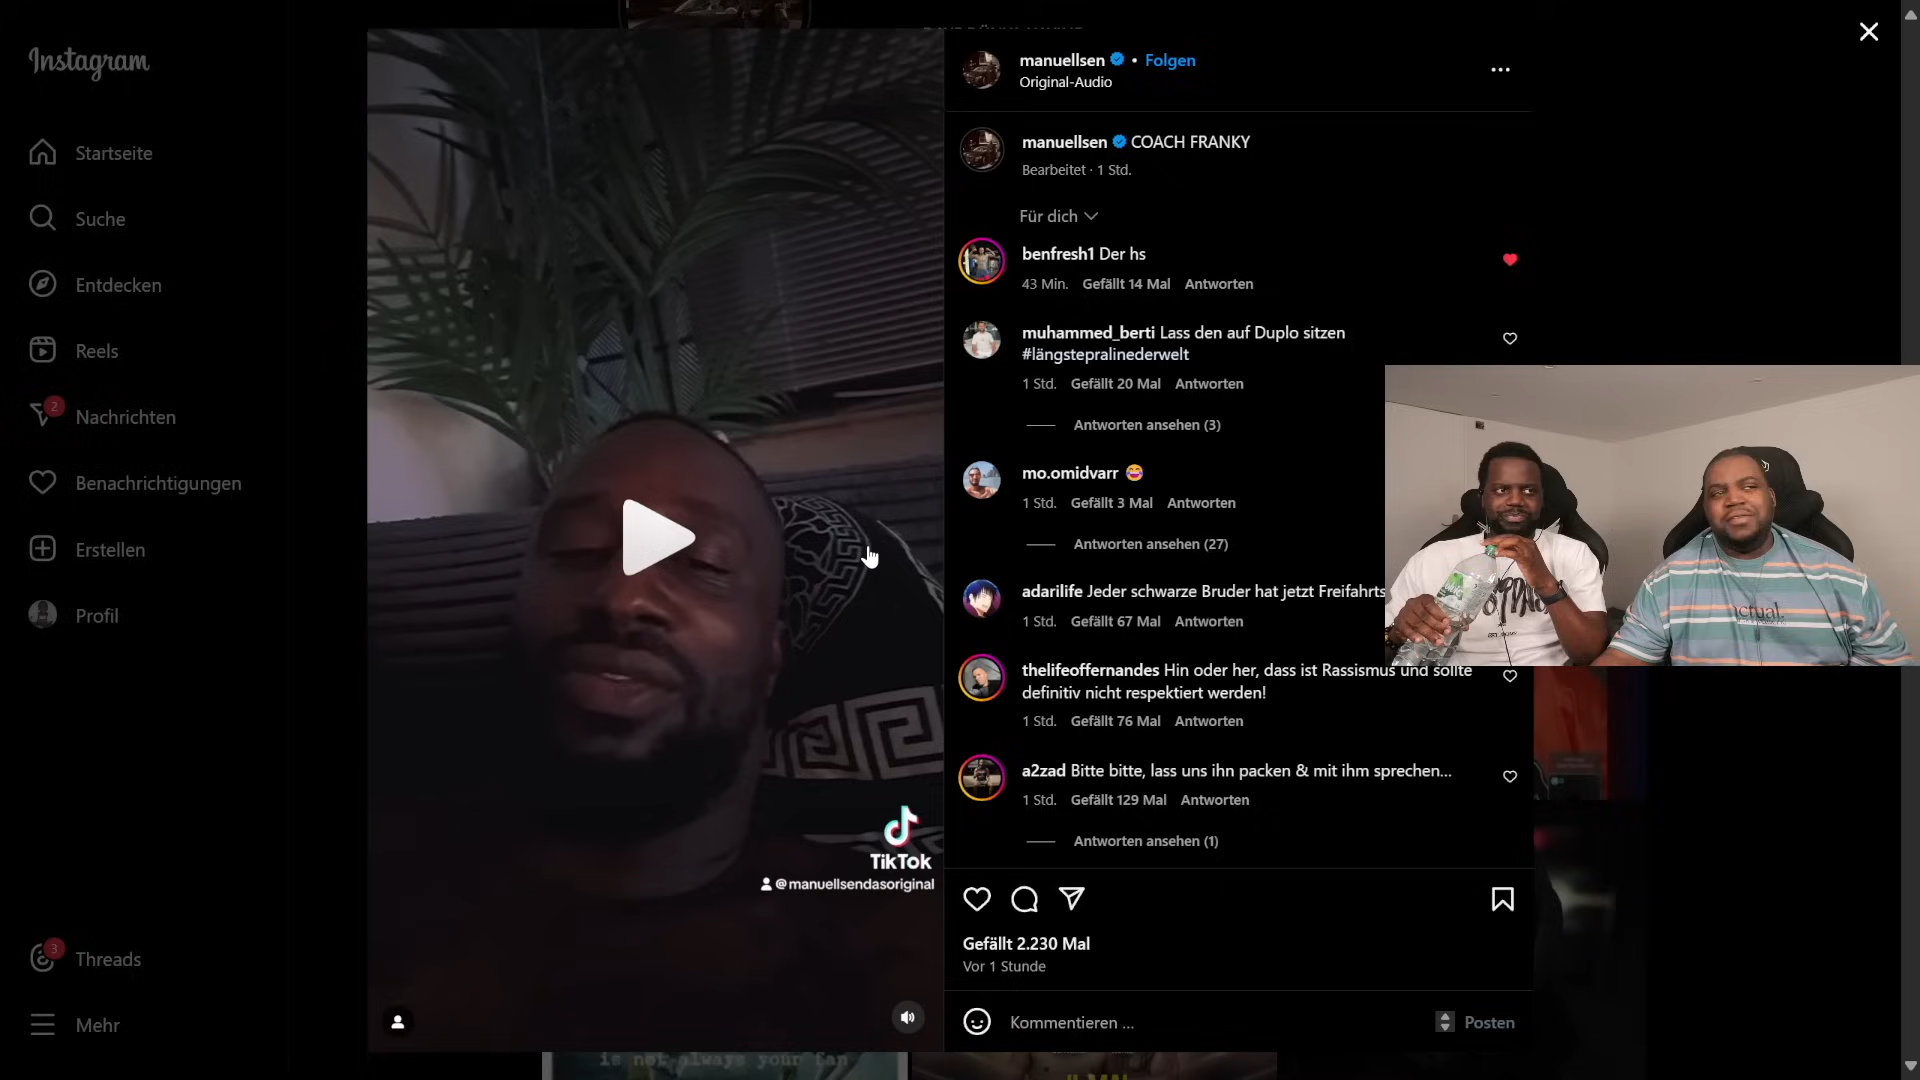 Instagram
Startseite
Suche
Entdecken
Reels
2
Nachrichten
Benachrichtigungen
Erstellen
Profil
3
Threads
Mehr
TikTok
@manuellsendasoriginal
manuellsen • Folgen
Original-Audio
manuellsen COACH FRANKY
Bearbeitet · 1 Std.
Für dich
benfresh1 Der hs
43 Min. Gefällt 14 Mal Antworten
muhammed_berti Lass den auf Duplo sitzen
#längstepralinederwelt
1 Std. Gefällt 20 Mal Antworten
Antworten ansehen (3)
mo.omidvarr 😂
1 Std. Gefällt 3 Mal Antworten
Antworten ansehen (27)
adarilife Jeder schwarze Bruder hat jetzt Freifahrts
1 Std. Gefällt 67 Mal Antworten
thelifeoffernandes Hin oder her, dass ist Rassismus und sollte
definitiv nicht respektiert werden!
1 Std. Gefällt 76 Mal Antworten
a2zad Bitte bitte, lass uns ihn packen & mit ihm sprechen...
1 Std. Gefällt 129 Mal Antworten
Antworten ansehen (1)
Gefällt 2.230 Mal
Vor 1 Stunde
Kommentieren ...
Posten
actual.
is not always your fan